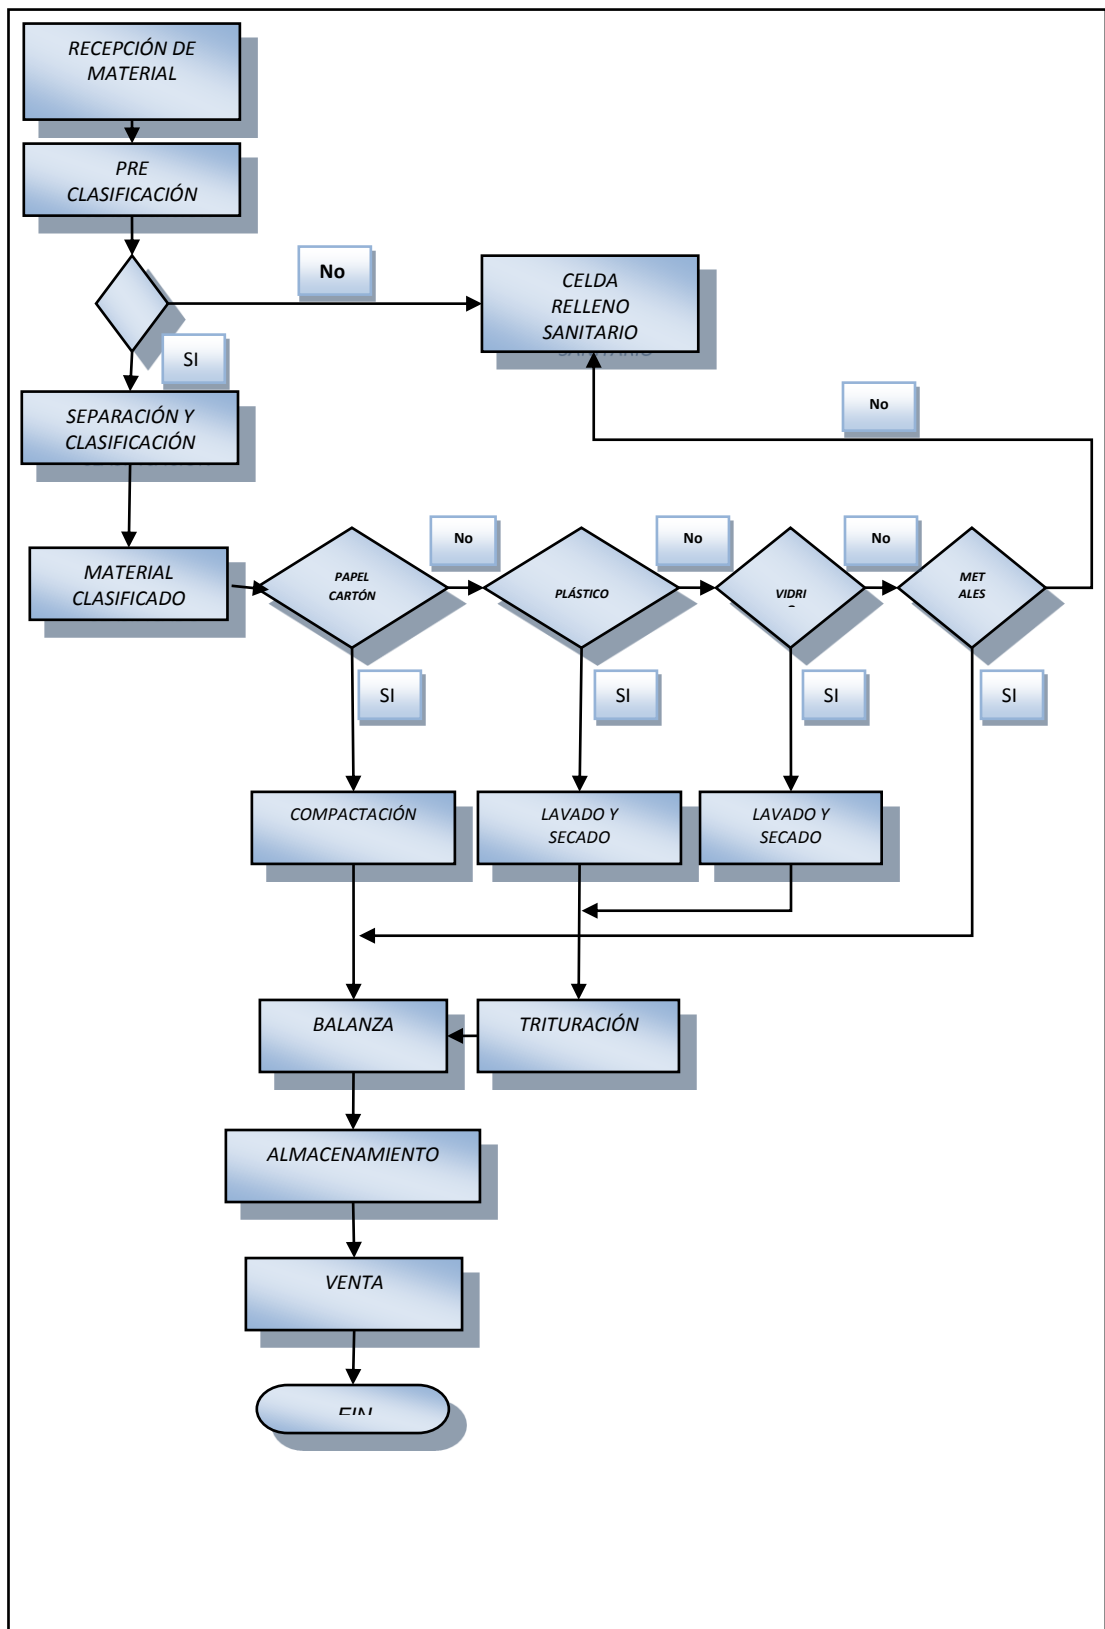 RECEPCIÓN DE
MATERIAL
PRE
CLASIFICACIÓN
No
CELDA
RELLENO
SANITARIO
SI
No
SEPARACIÓN Y
CLASIFICACIÓN
No
No
No
MATERIAL
CLASIFICADO
PAPEL
CARTÓN
PLÁSTICO
VIDRI
MET
ALES
SI
SI
SI
SI
COMPACTACIÓN
LAVADO Y
SECADO
LAVADO Y
SECADO
BALANZA
TRITURACIÓN
ALMACENAMIENTO
VENTA
FIN